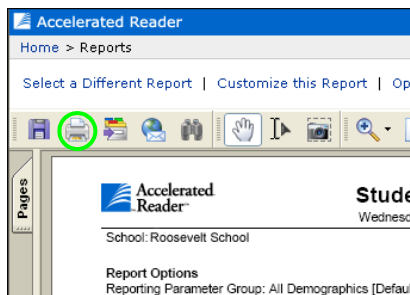 Accelerated Reader
Home > Reports
Select a Different Report | Customize this Report | Op
Pages
Accelerated
Reader
Stude
Wednesd
School: Roosevelt School
Report Options
Reporting Parameter Group: All Demographics [Defaul